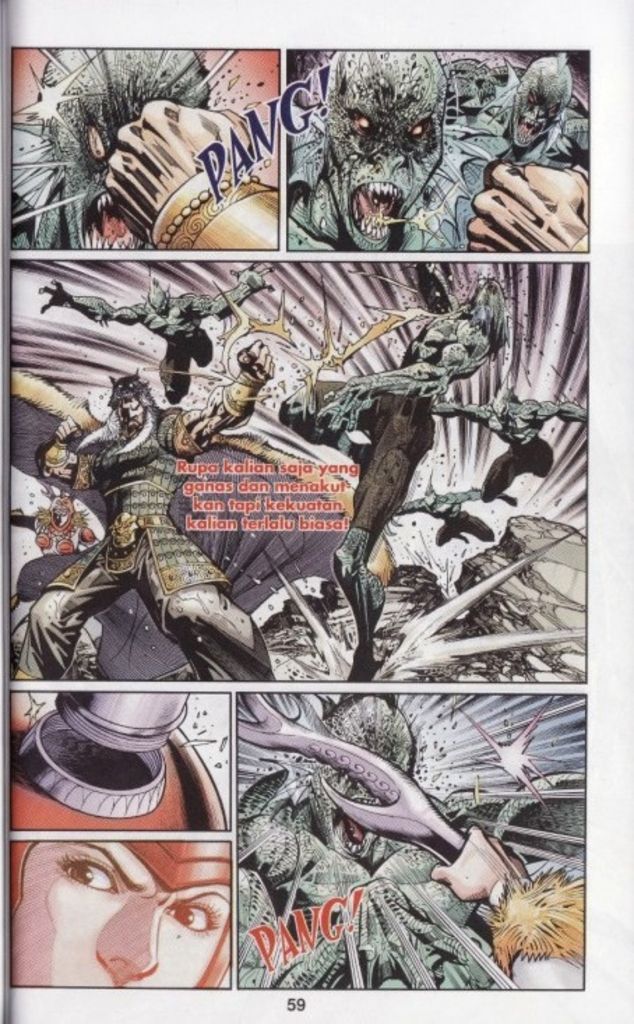 PANG!
Rupa kalian saja yang
ganas dan menakut-
kan tapi kekuatan
kalian terlalu biasa!
PANG!
59